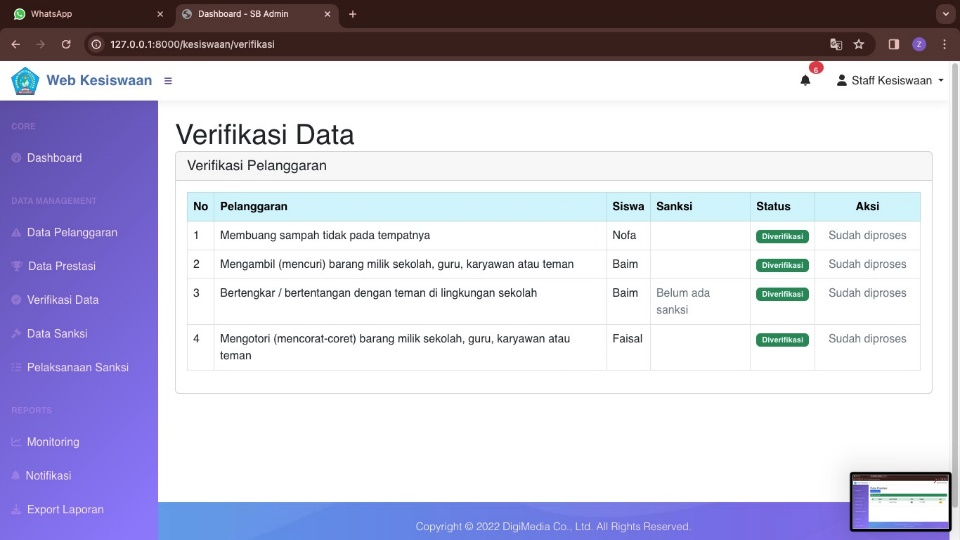 WhatsApp
Dashboard - SB Admin
127.0.0.1:8000/kesiswaan/verifikasi
Z
Web Kesiswaan
6
Staff Kesiswaan
CORE
Dashboard
DATA MANAGEMENT
Data Pelanggaran
Data Prestasi
Verifikasi Data
Data Sanksi
Pelaksanaan Sanksi
REPORTS
Monitoring
Notifikasi
Export Laporan
Verifikasi Data
Verifikasi Pelanggaran
No Pelanggaran Siswa Sanksi Status Aksi
1 Membuang sampah tidak pada tempatnya Nofa Diverifikasi Sudah diproses
2 Mengambil (mencuri) barang milik sekolah, guru, karyawan atau teman Baim Diverifikasi Sudah diproses
3 Bertengkar / bertentangan dengan teman di lingkungan sekolah Baim Belum ada Diverifikasi Sudah diproses
sanksi
4 Mengotori (mencorat-coret) barang milik sekolah, guru, karyawan atau Faisal Diverifikasi Sudah diproses
teman
Copyright © 2022 DigiMedia Co., Ltd. All Rights Reserved.